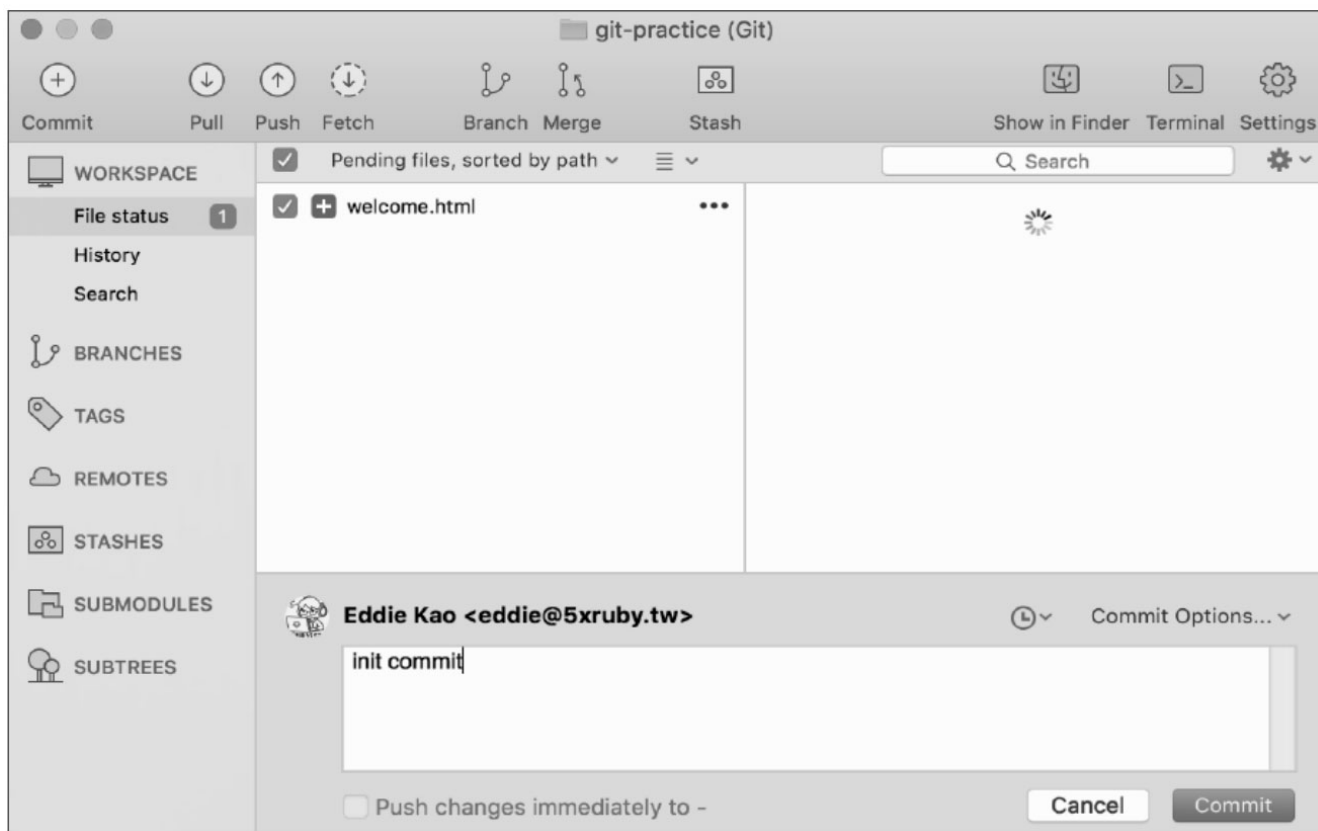 git-practice (Git)
Commit Pull Push Fetch Branch Merge Stash Show in Finder Terminal Settings
WORKSPACE
File status 1
History
Search
BRANCHES
TAGS
REMOTES
STASHES
SUBMODULES
SUBTREES
Pending files, sorted by path
Search
welcome.html
Eddie Kao <eddie@5xruby.tw>
Commit Options...
init commit
Push changes immediately to -
Cancel
Commit